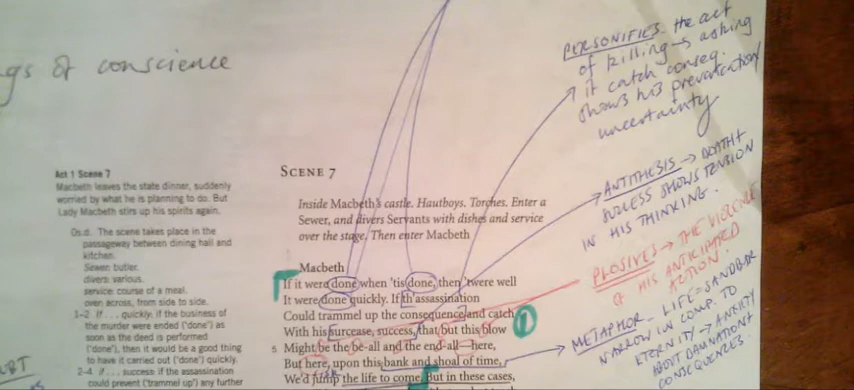 gs of conscience
PERSONIFIES - the act
of killing → asking
it catch conseq.
shows his prevarication/
uncertainty
ANTITHESIS → DEATH +
SUCCESS SHOWS TENSION
IN HIS THINKING.
PLOSIVES → THE VIOLENCE
OF HIS ANTICIPATED
ACTION.
METAPHOR - LIFE = SANDBAR
NARROW IN COMP. TO
ETERNITY → ANXIETY
ABOUT DAMNATION +
CONSEQUENCES.
Act 1 Scene 7
Macbeth leaves the state dinner, suddenly
worried by what he is planning to do. But
Lady Macbeth stirs up his spirits again.
0s.d. The scene takes place in the
passageway between dining hall and
kitchen.
Sewer: butler.
divers: various.
service: course of a meal.
over: across, from side to side.
1–2 If . . . quickly: if the business of
the murder were ended ('done') as
soon as the deed is performed
('done'), then it would be a good thing
to have it carried out ('done') quickly.
2–4 if . . . success: if the assassination
could prevent ('trammel up') any further
SCENE 7
Inside Macbeth's castle. Hautboys. Torches. Enter a
Sewer, and divers Servants with dishes and service
over the stage. Then enter Macbeth
Macbeth
If it were done when 'tis done, then 'twere well
It were done quickly. If th'assassination
Could trammel up the consequence and catch
With his surcease, success, that but this blow
5 Might be the be-all and the end-all—here,
But here, upon this bank and shoal of time,
We'd jump the life to come. But in these cases,
1